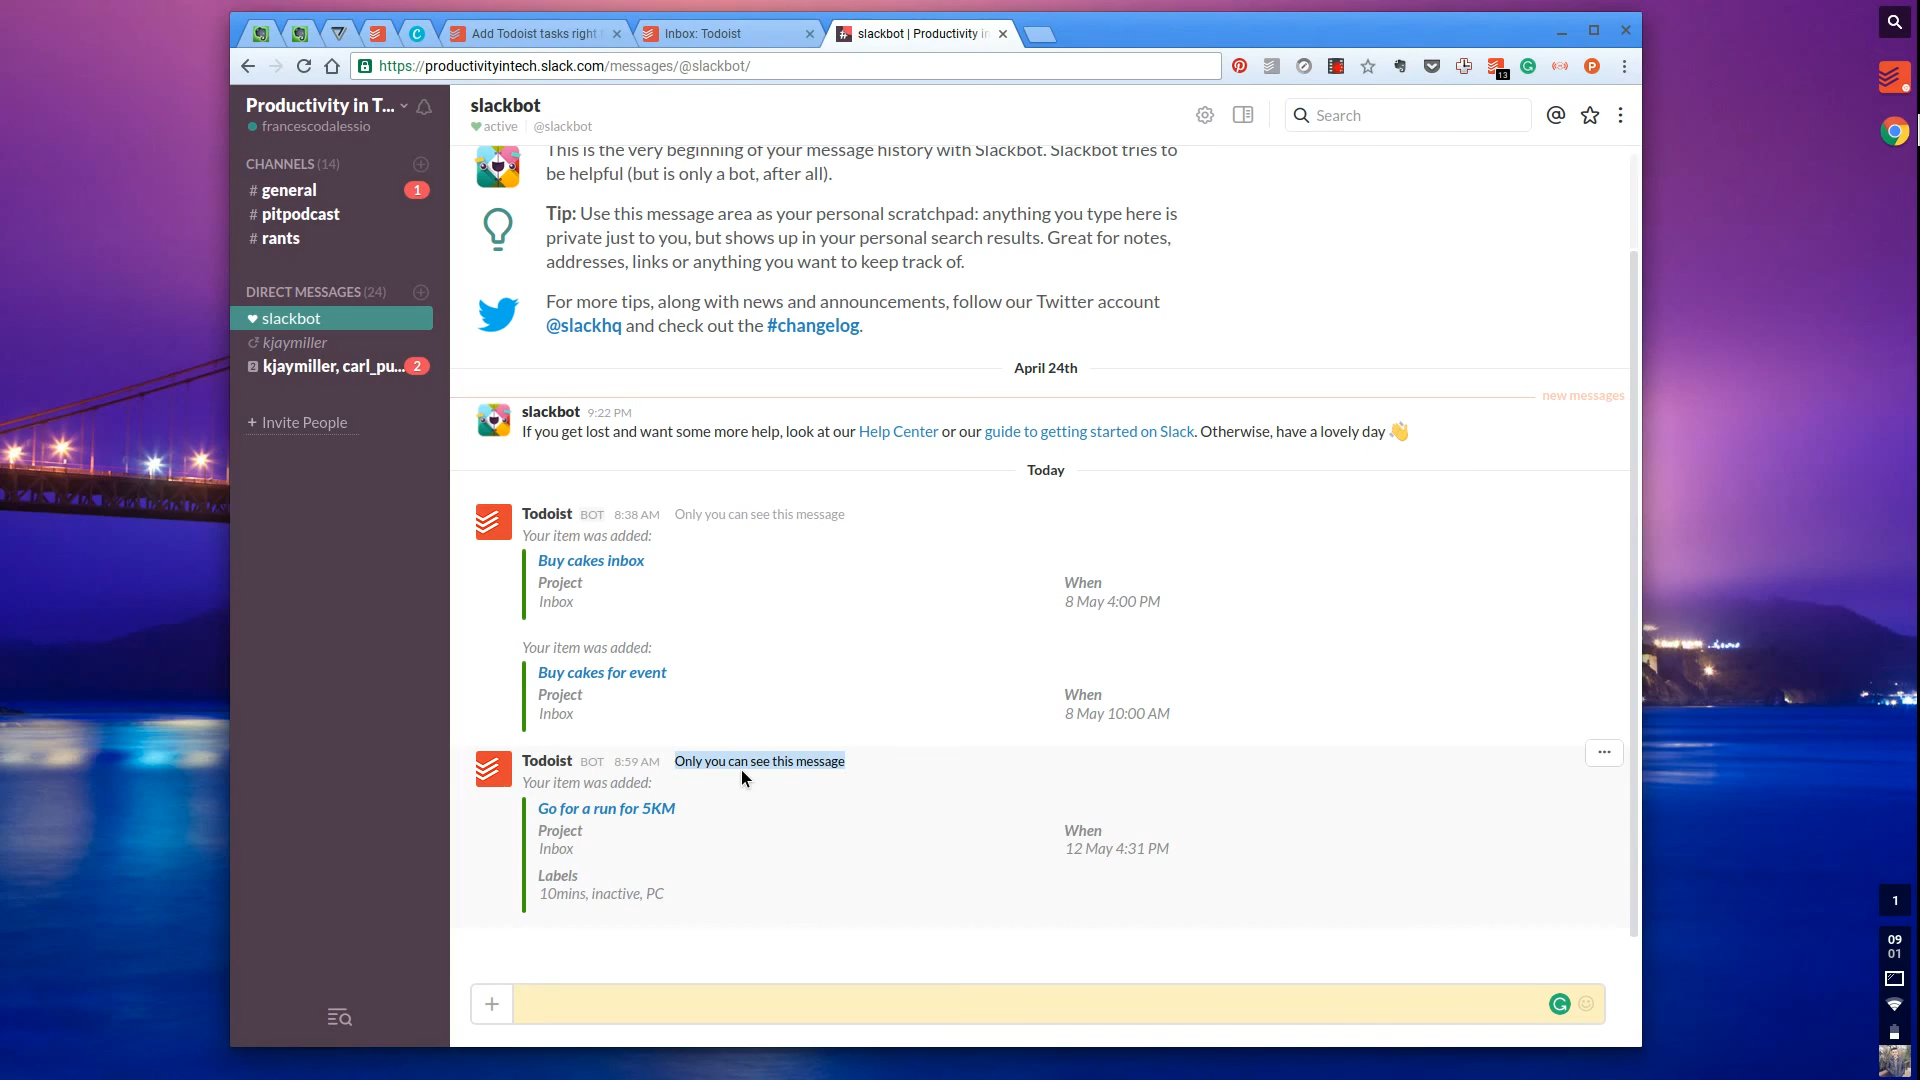 Add Todoist tasks right
Inbox: Todoist
slackbot | Productivity in
https://productivityintech.slack.com/messages/@slackbot/
13
Productivity in T...
francescodalessio
CHANNELS (14)
# general 1
# pitpodcast
# rants
DIRECT MESSAGES (24)
slackbot
kjaymiller
2 kjaymiller, carl_pu... 2
+ Invite People
slackbot
active | @slackbot
Search
This is the very beginning of your message history with Slackbot. Slackbot tries to
be helpful (but is only a bot, after all).
Tip: Use this message area as your personal scratchpad: anything you type here is
private just to you, but shows up in your personal search results. Great for notes,
addresses, links or anything you want to keep track of.
For more tips, along with news and announcements, follow our Twitter account
@slackhq and check out the #changelog.
April 24th
new messages
slackbot 9:22 PM
If you get lost and want some more help, look at our Help Center or our guide to getting started on Slack. Otherwise, have a lovely day
Today
Todoist BOT 8:38 AM Only you can see this message
Your item was added:
Buy cakes inbox
Project When
Inbox 8 May 4:00 PM
Your item was added:
Buy cakes for event
Project When
Inbox 8 May 10:00 AM
Todoist BOT 8:59 AM Only you can see this message
Your item was added:
Go for a run for 5KM
Project When
Inbox 12 May 4:31 PM
Labels
10mins, inactive, PC
1
09
01